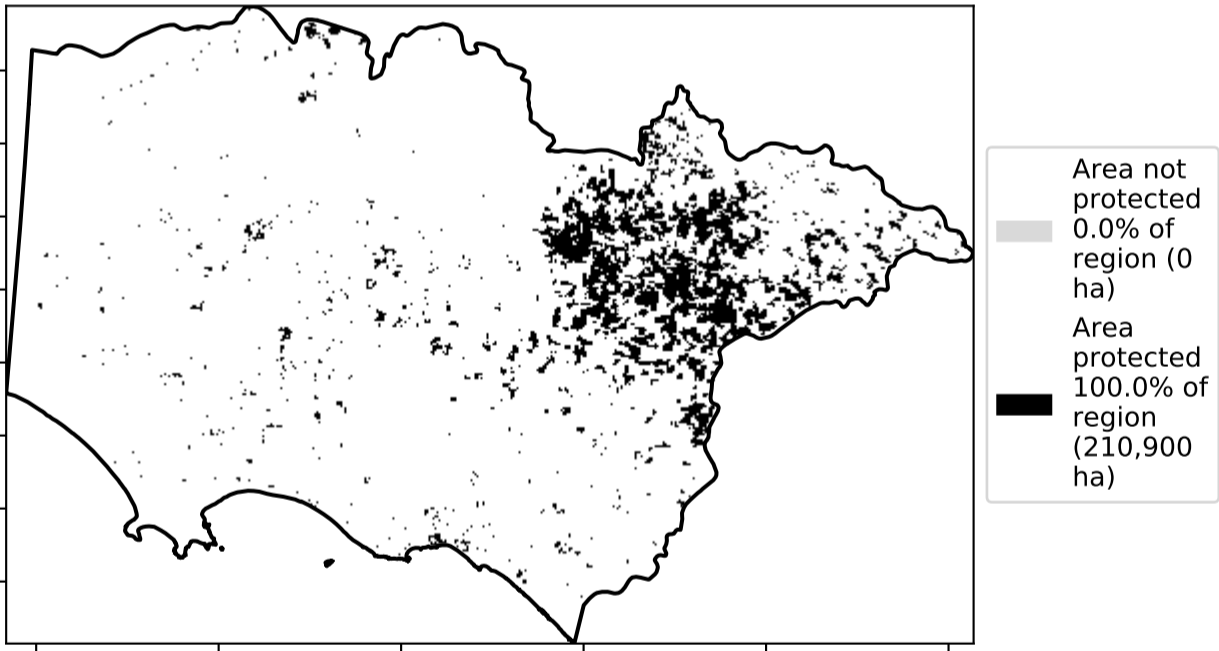 Area not
protected
0.0% of
region (0
ha)
Area
protected
100.0% of
region
(210,900
ha)